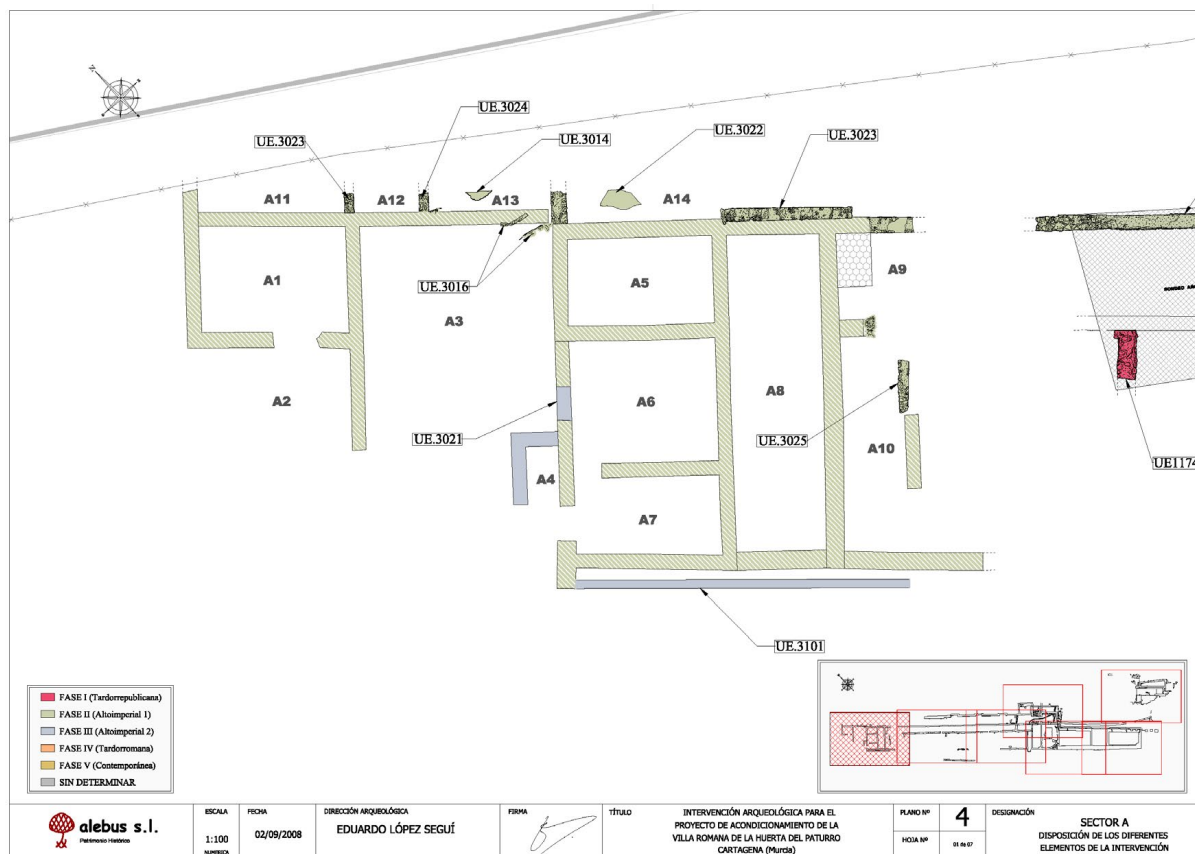 N
UE.3024
UE.3023
UE.3014
UE.3022
UE.3023
A11
A12
A13
A14
A1
UE.3016
A3
A5
A9
A2
A6
A8
UE.3021
UE.3025
A4
A10
UE1174
A7
UE.3101
FASE I (Tardorrepublicana)
FASE II (Altoimperial 1)
FASE III (Altoimperial 2)
FASE IV (Tardorromana)
FASE V (Contemporánea)
SIN DETERMINAR
alebus s.l.
Patrimonio Histórico
ESCALA
1:100
NUMÉRICA
FECHA
02/09/2008
DIRECCIÓN ARQUEOLÓGICA
EDUARDO LÓPEZ SEGUÍ
FIRMA
TÍTULO
INTERVENCIÓN ARQUEOLÓGICA PARA EL
PROYECTO DE ACONDICIONAMIENTO DE LA
VILLA ROMANA DE LA HUERTA DEL PATURRO
CARTAGENA (Murcia)
PLANO Nº
4
HOJA Nº
01 de 07
DESIGNACIÓN
SECTOR A
DISPOSICIÓN DE LOS DIFERENTES
ELEMENTOS DE LA INTERVENCIÓN